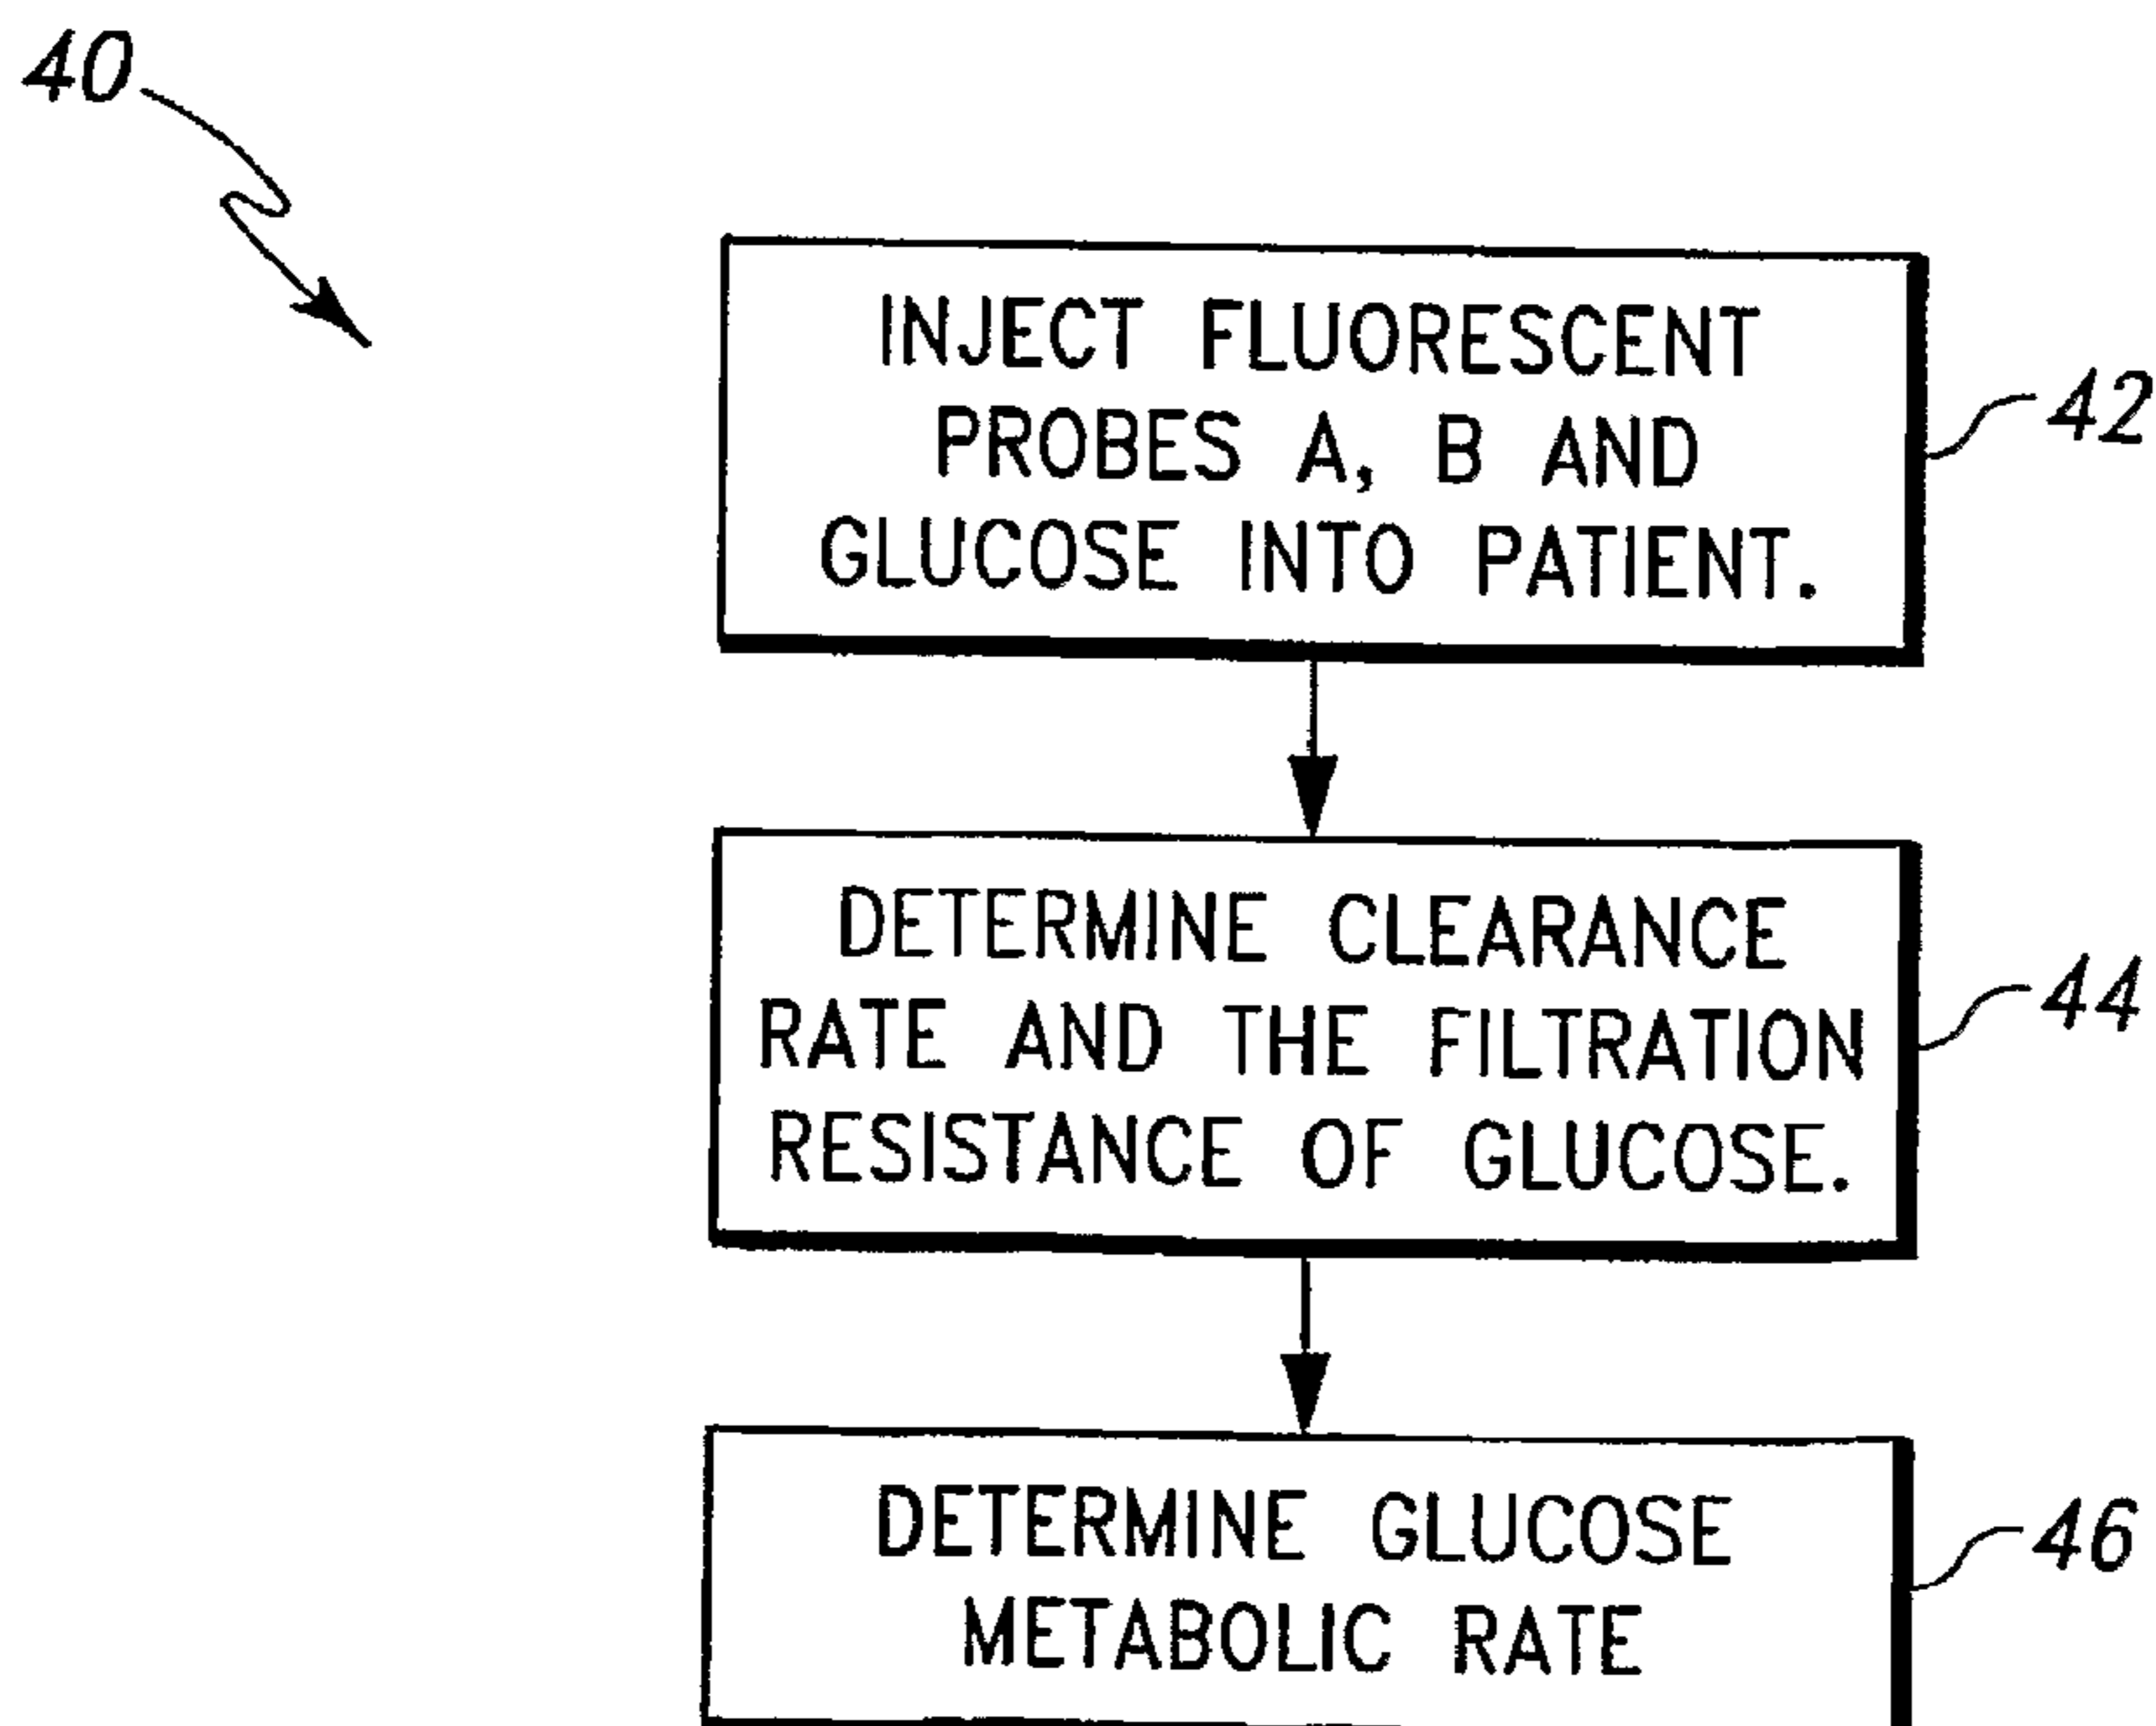 40
INJECT FLUORESCENT
PROBES A, B AND
GLUCOSE INTO PATIENT.
42
DETERMINE CLEARANCE
RATE AND THE FILTRATION
RESISTANCE OF GLUCOSE.
44
DETERMINE GLUCOSE
METABOLIC RATE
46